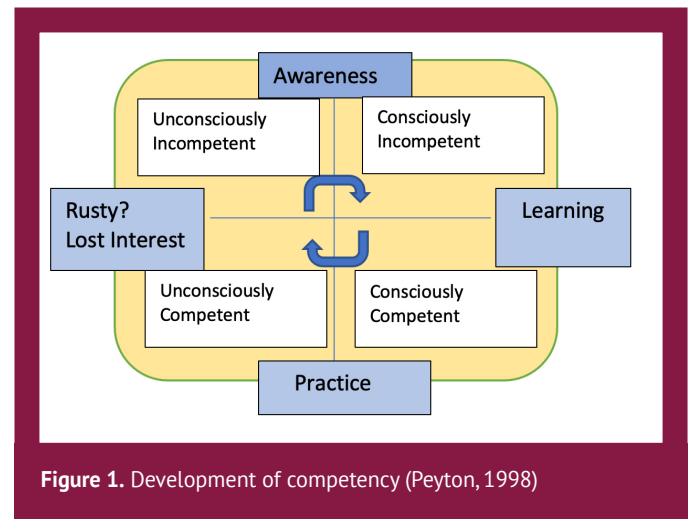 Awareness
Unconsciously
Incompetent
Consciously
Incompetent
Rusty?
Lost Interest
Learning
Unconsciously
Competent
Consciously
Competent
Practice
Figure 1. Development of competency (Peyton, 1998)